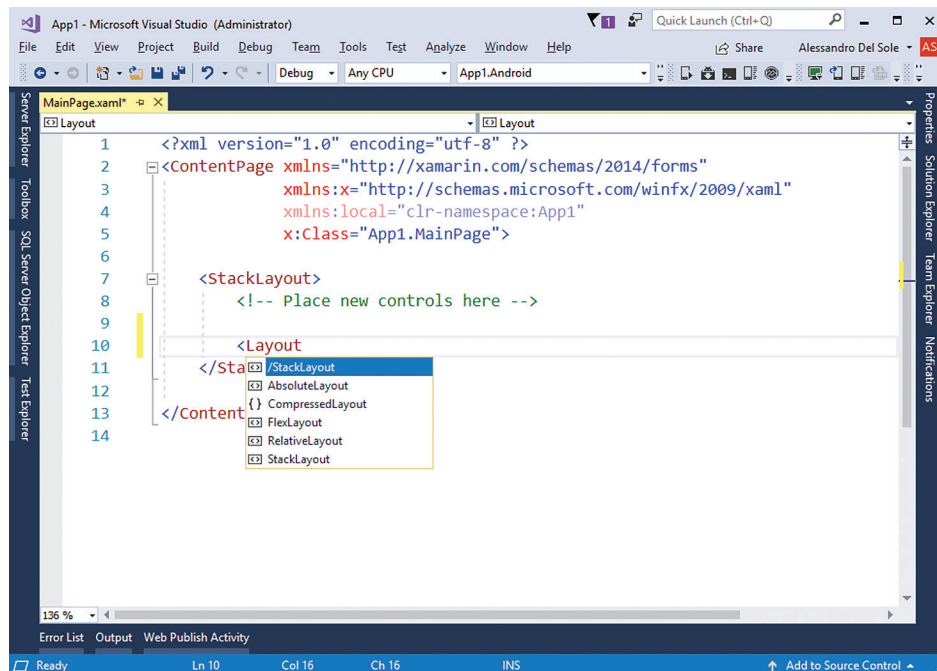 App1 - Microsoft Visual Studio (Administrator)
1
Quick Launch (Ctrl+Q)
File Edit View Project Build Debug Team Tools Test Analyze Window Help
Share Alessandro Del Sole AS
Debug Any CPU App1.Android
Server Explorer
Toolbox
SQL Server Object Explorer
Test Explorer
MainPage.xaml*
Layout Layout
1 <?xml version="1.0" encoding="utf-8" ?>
2 <ContentPage xmlns="http://xamarin.com/schemas/2014/forms"
3 xmlns:x="http://schemas.microsoft.com/winfx/2009/xaml"
4 xmlns:local="clr-namespace:App1"
5 x:Class="App1.MainPage">
6
7 <StackLayout>
8 <!-- Place new controls here -->
9
10 <Layout
11 </Sta
/StackLayout
AbsoluteLayout
12
{ } CompressedLayout
13 </Content
FlexLayout
14
RelativeLayout
StackLayout
Properties
Solution Explorer
Team Explorer
Notifications
136 %
Error List Output Web Publish Activity
Ready Ln 10 Col 16 Ch 16 INS Add to Source Control